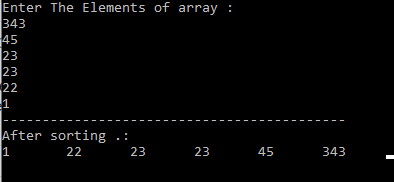 Enter The Elements of array :
343
45
23
23
22
1
-------------------------------------------
After sorting .:
1 22 23 23 45 343